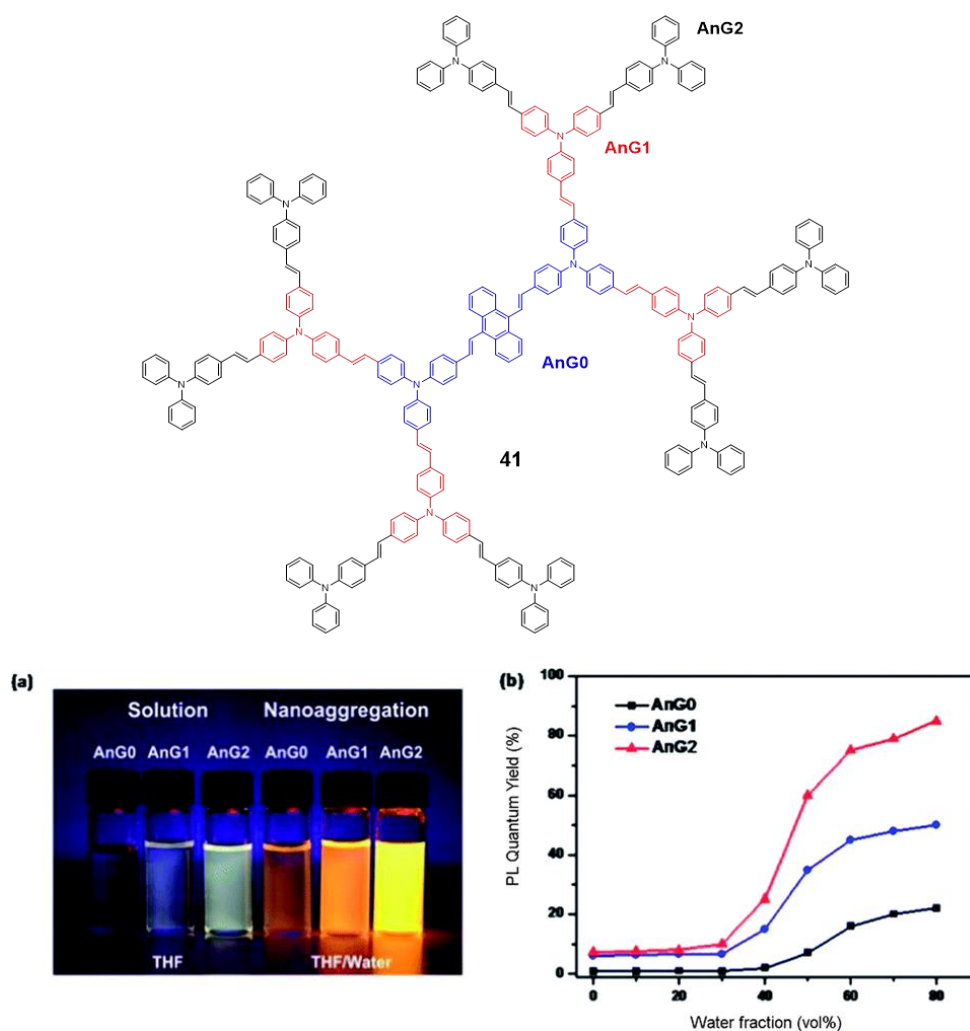 AnG2
AnG1
AnG0
41
N
N
N
N
N
N
N
N
N
N
N
N
N
N
(a)
Solution Nanoaggregation
AnG0 AnG1 AnG2 AnG0 AnG1 AnG2
THF THF/Water
(b)
100
80
60
40
20
0
PL Quantum Yield (%)
AnG0
AnG1
AnG2
0 20 40 60 80
Water fraction (vol%)